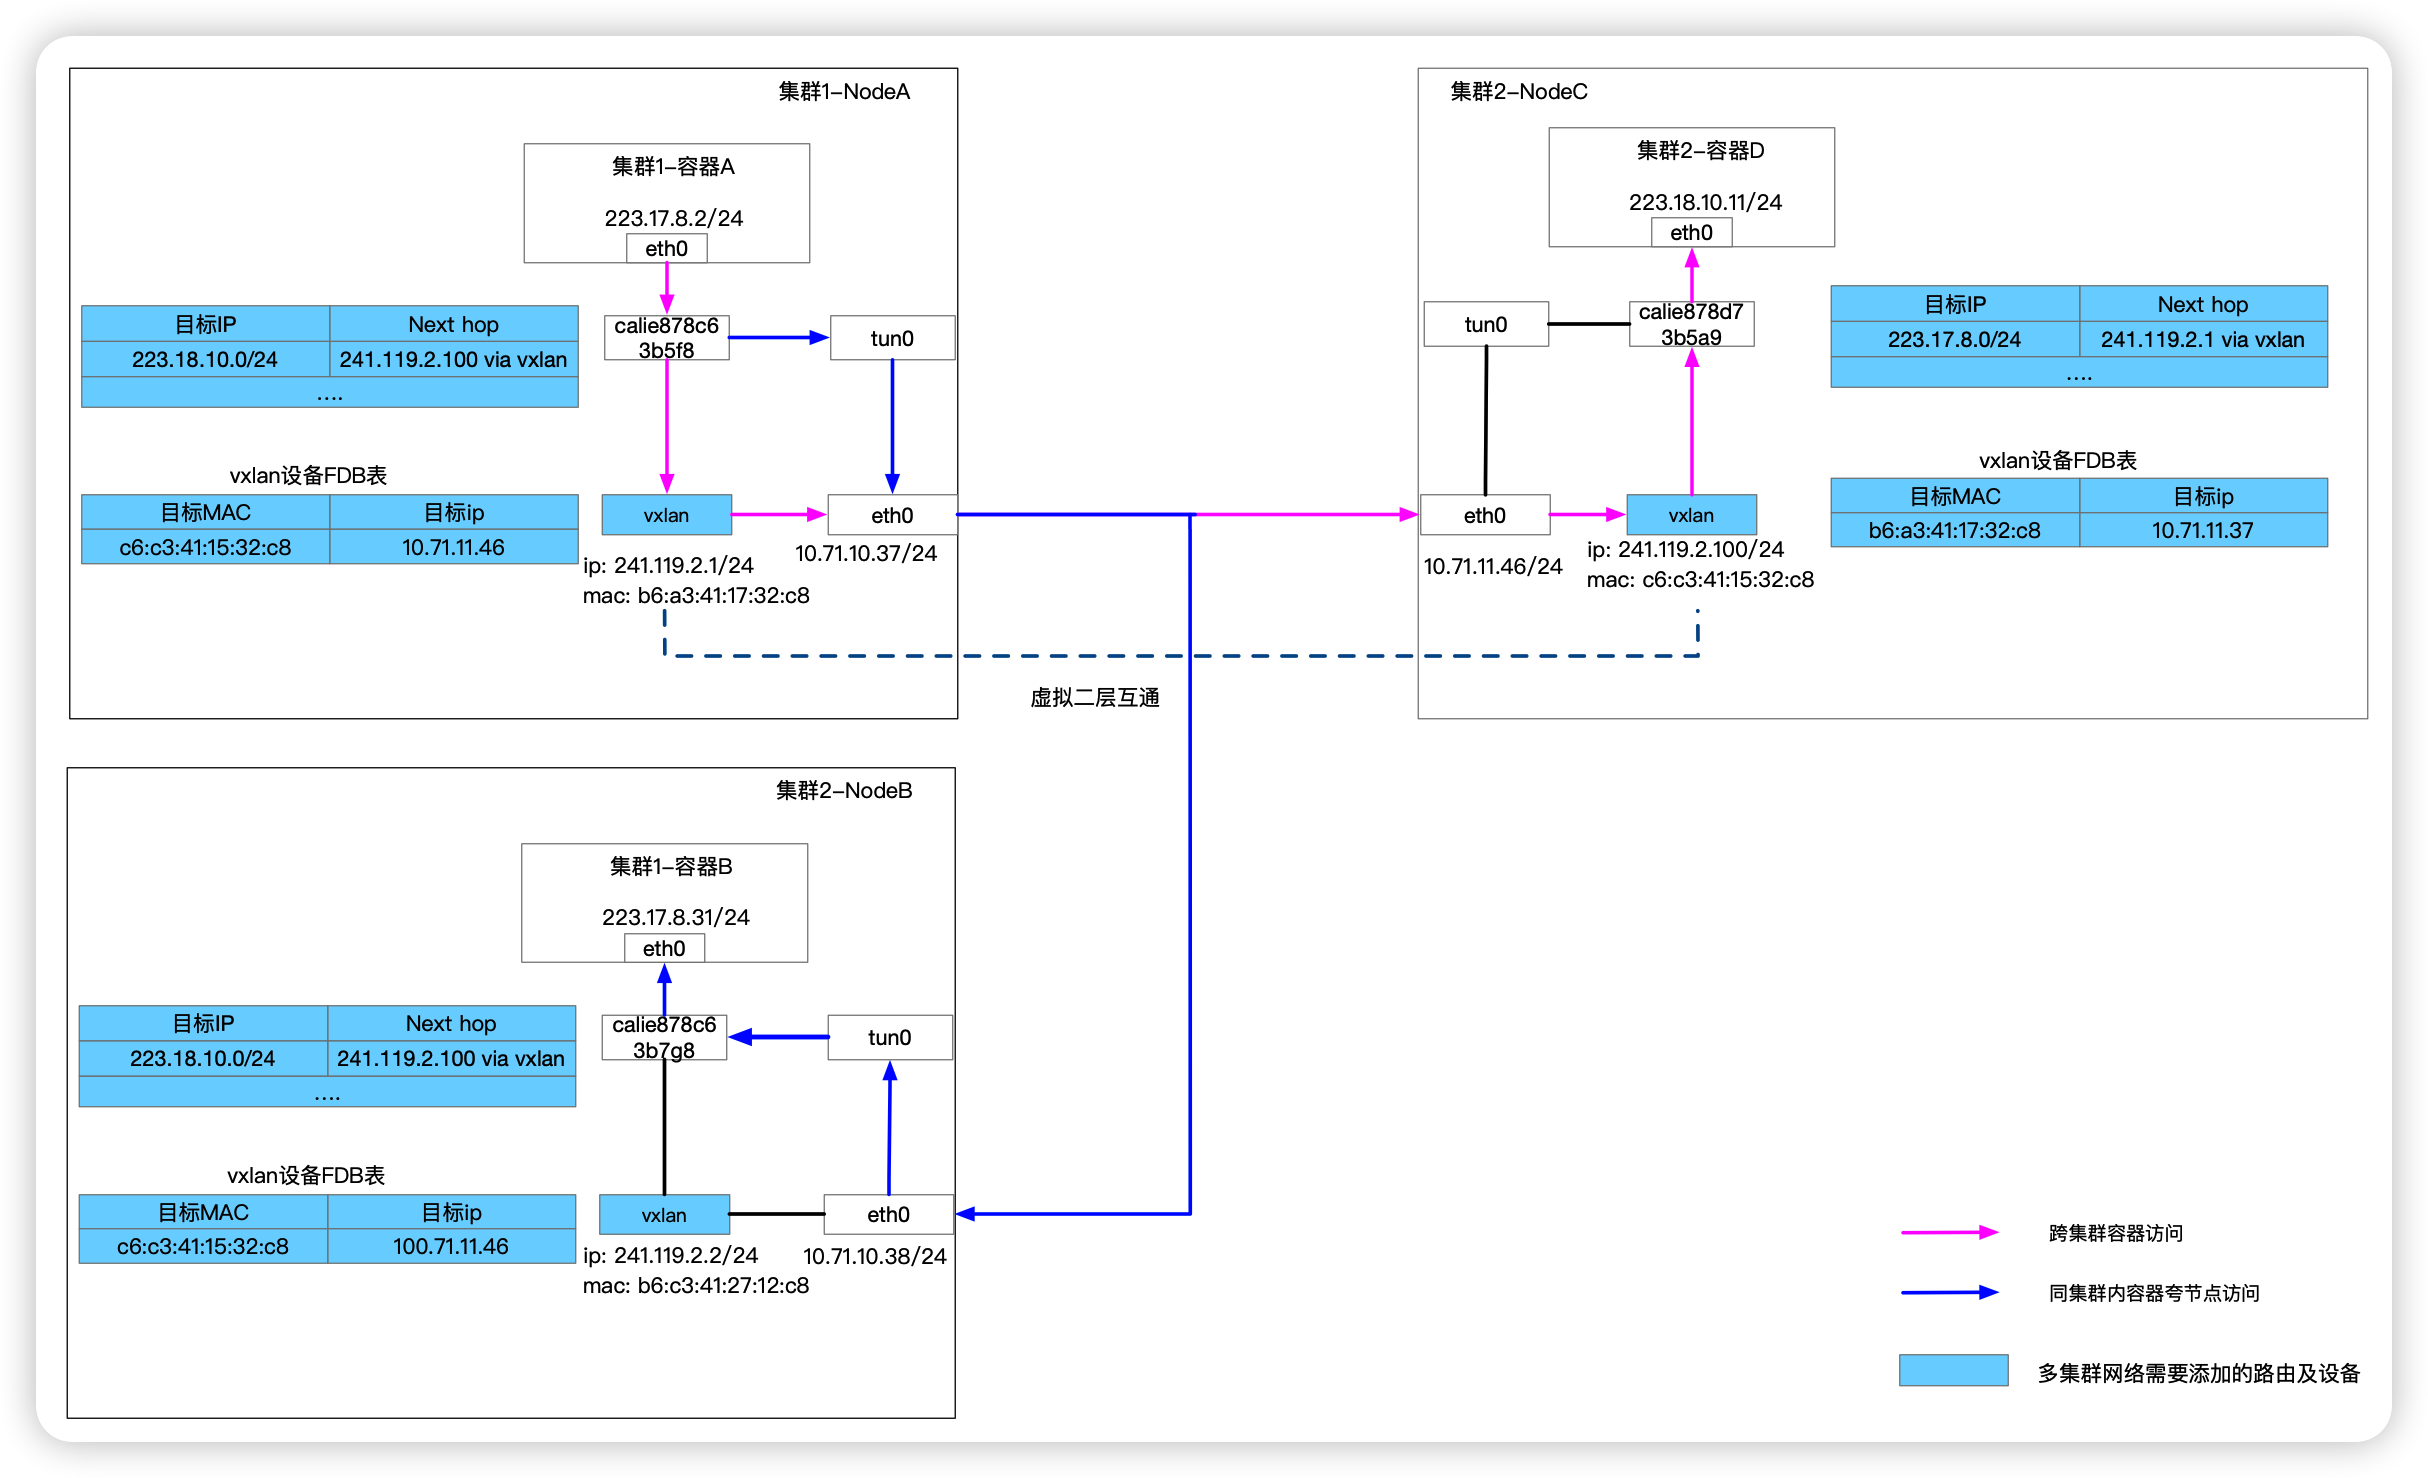 集群1-NodeA
集群1-容器A
223.17.8.2/24
eth0
目标IP
Next hop
223.18.10.0/24
241.119.2.100 via vxlan
....
calie878c6
3b5f8
tun0
vxlan设备FDB表
目标MAC
目标ip
c6:c3:41:15:32:c8
10.71.11.46
vxlan
eth0
10.71.10.37/24
ip: 241.119.2.1/24
mac: b6:a3:41:17:32:c8
集群2-NodeC
集群2-容器D
223.18.10.11/24
eth0
tun0
calie878d7
3b5a9
目标IP
Next hop
223.17.8.0/24
241.119.2.1 via vxlan
....
vxlan设备FDB表
目标MAC
目标ip
b6:a3:41:17:32:c8
10.71.11.37
eth0
vxlan
10.71.11.46/24
ip: 241.119.2.100/24
mac: c6:c3:41:15:32:c8
虚拟二层互通
集群2-NodeB
集群1-容器B
223.17.8.31/24
eth0
目标IP
Next hop
223.18.10.0/24
241.119.2.100 via vxlan
....
calie878c6
3b7g8
tun0
vxlan设备FDB表
目标MAC
目标ip
c6:c3:41:15:32:c8
100.71.11.46
vxlan
eth0
ip: 241.119.2.2/24
10.71.10.38/24
mac: b6:c3:41:27:12:c8
跨集群容器访问
同集群内容器夸节点访问
多集群网络需要添加的路由及设备